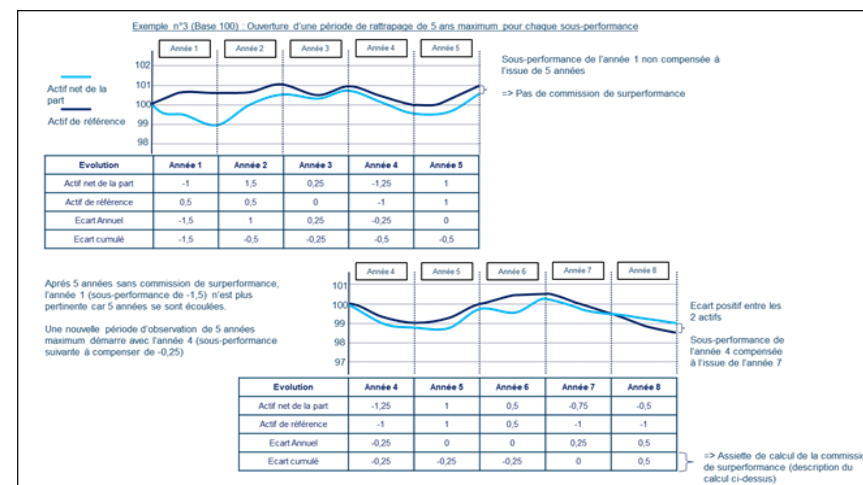 Exemple n°3 (Base 100) : Ouverture d'une période de rattrapage de 5 ans maximum pour chaque sous-performance
Année 1 Année 2 Année 3 Année 4 Année 5
102
101
100
99
98
Actif net de la
part
Actif de référence
Sous-performance de l'année 1 non compensée à
l'issue de 5 années
=> Pas de commission de surperformance
Evolution Année 1 Année 2 Année 3 Année 4 Année 5
Actif net de la part -1 1,5 0,25 -1,25 1
Actif de référence 0,5 0,5 0 -1 1
Ecart Annuel -1,5 1 0,25 -0,25 0
Ecart cumulé -1,5 -0,5 -0,25 -0,5 -0,5
Après 5 années sans commission de surperformance,
l'année 1 (sous-performance de -1,5) n'est plus
pertinente car 5 années se sont écoulées.
Une nouvelle période d'observation de 5 années
maximum démarre avec l'année 4 (sous-performance
suivante à compenser de -0,25)
Année 4 Année 5 Année 6 Année 7 Année 8
101
100
99
98
97
Ecart positif entre les
2 actifs
Sous-performance de
l'année 4 compensée
à l'issue de l'année 7
Evolution Année 4 Année 5 Année 6 Année 7 Année 8
Actif net de la part -1,25 1 0,5 -0,75 -0,5
Actif de référence -1 1 0,5 -1 -1
Ecart Annuel -0,25 0 0 0,25 0,5
Ecart cumulé -0,25 -0,25 -0,25 0 0,5
=> Assiette de calcul de la commission
de surperformance (description du
calcul ci-dessus)